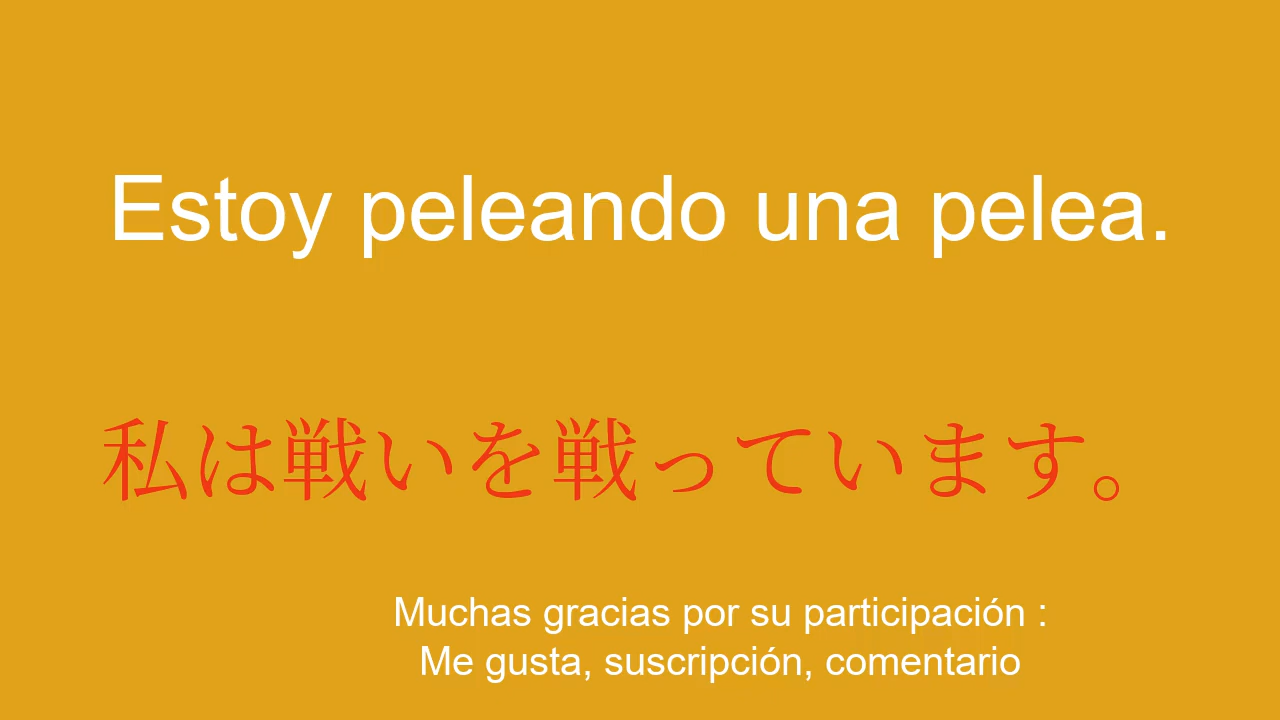 Estoy peleando una pelea.
私は戦いを戦っています。
Muchas gracias por su participación :
Me gusta, suscripción, comentario